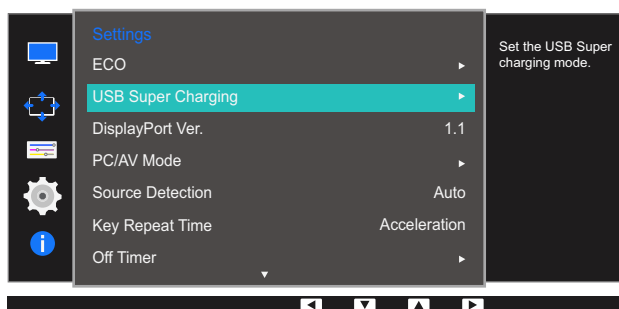 Settings
ECO
USB Super Charging
DisplayPort Ver. 1.1
PC/AV Mode
Source Detection Auto
Key Repeat Time Acceleration
Off Timer
Set the USB Super
charging mode.